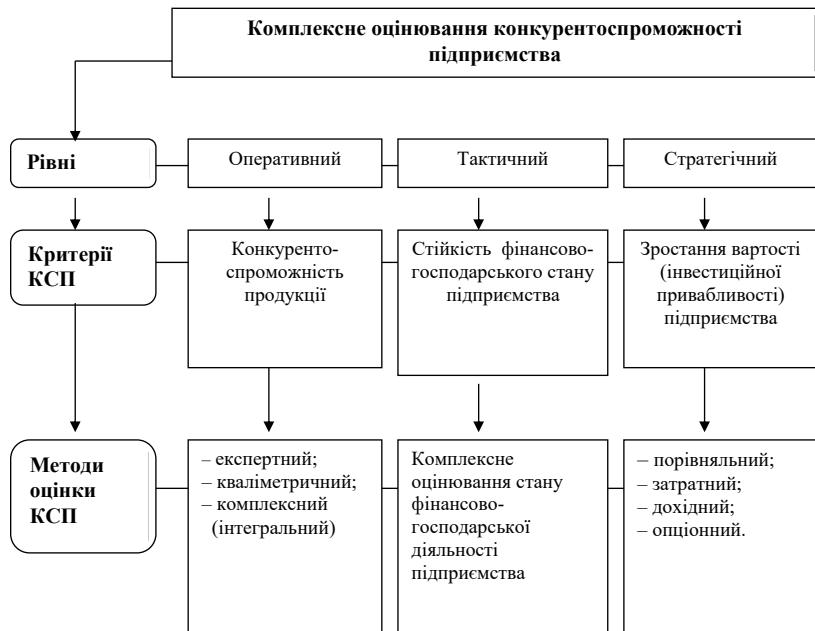 Комплексне оцінювання конкурентоспроможності
підприємства
Рівні
Оперативний
Тактичний
Стратегічний
Критерії
КСП
Конкуренто-
спроможність
продукції
Стійкість фінансово-
господарського стану
підприємства
Зростання вартості
(інвестиційної
привабливості)
підприємства
Методи
оцінки
КСП
– експертний;
– кваліметричний;
– комплексний
(інтегральний)
Комплексне
оцінювання стану
фінансово-
господарської
діяльності
підприємства
– порівняльний;
– затратний;
– дохідний;
– опціонний.